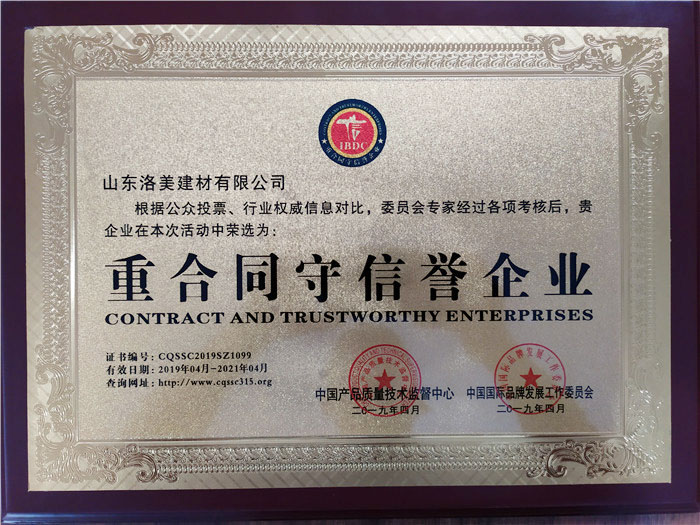 IBDC
山东洛美建材有限公司
根据公众投票、行业权威信息对比，委员会专家经过各项考核后，贵
企业在本次活动中荣选为：
重合同守信誉企业
CONTRACT AND TRUSTWORTHY ENTERPRISES
证书编号：CQSSC2019SZ1099
有效日期：2019年04月-2021年04月
查询网址：http://www.cqssc315.org
中国产品质量技术监督中心 中国国际品牌发展工作委员会
二0一九年四月 二0一九年四月